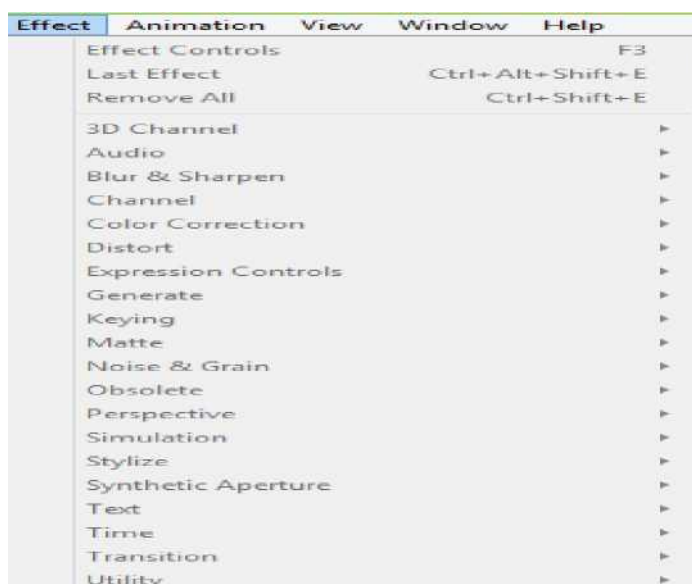 Effect Animation View Window Help
Effect Controls F3
Last Effect Ctrl+Alt+Shift+E
Remove All Ctrl+Shift+E
3D Channel
Audio
Blur & Sharpen
Channel
Color Correction
Distort
Expression Controls
Generate
Keying
Matte
Noise & Grain
Obsolete
Perspective
Simulation
Stylize
Synthetic Aperture
Text
Time
Transition
Utility